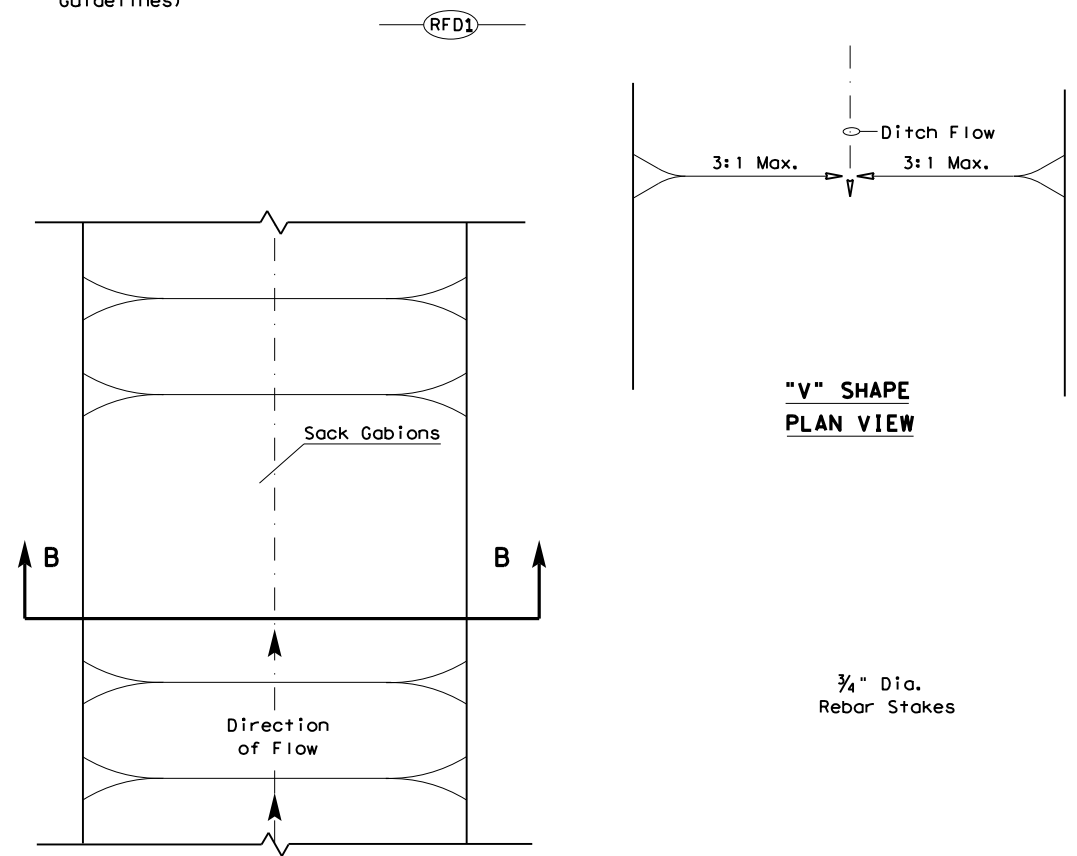 Guidelines)
RFD1
Ditch Flow
3:1 Max.
3:1 Max.
"V" SHAPE
PLAN VIEW
Sack Gabions
B
B
Direction
of Flow
3/4" Dia.
Rebar Stakes